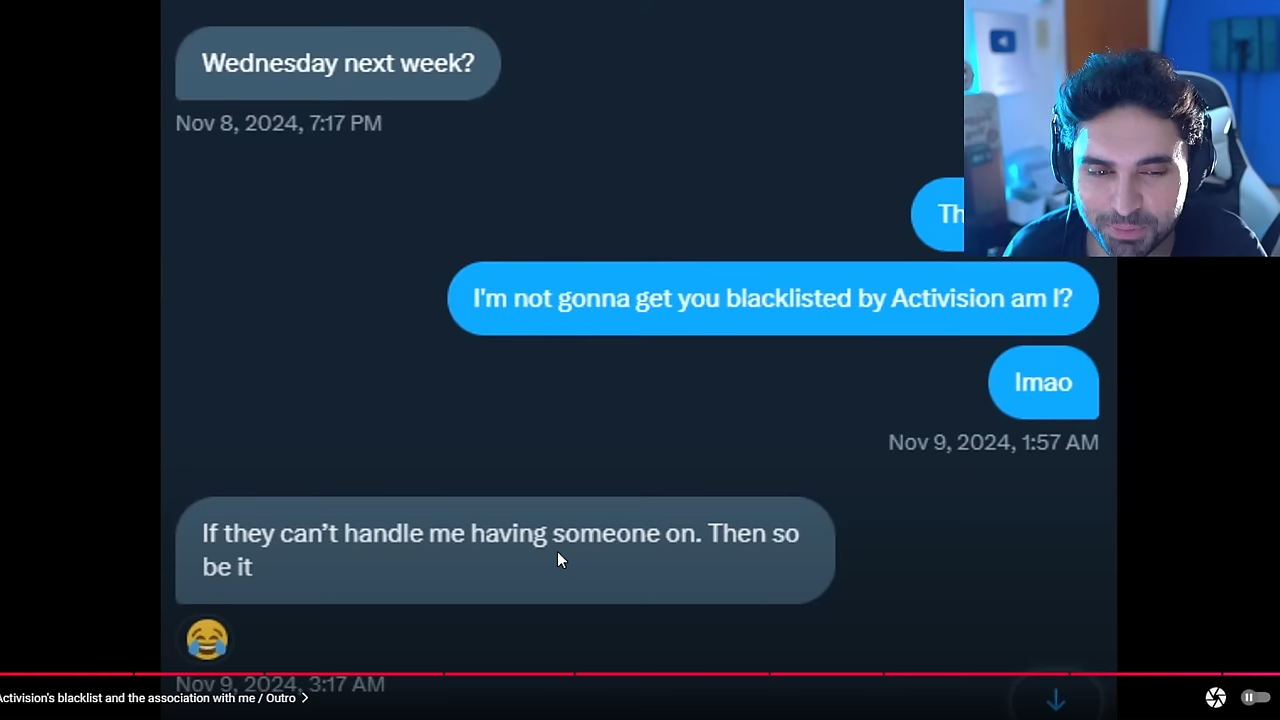 Wednesday next week?
Nov 8, 2024, 7:17 PM
Th
I'm not gonna get you blacklisted by Activision am I?
lmao
Nov 9, 2024, 1:57 AM
If they can’t handle me having someone on. Then so
be it
Nov 9, 2024, 3:17 AM
Activision's blacklist and the association with me / Outro